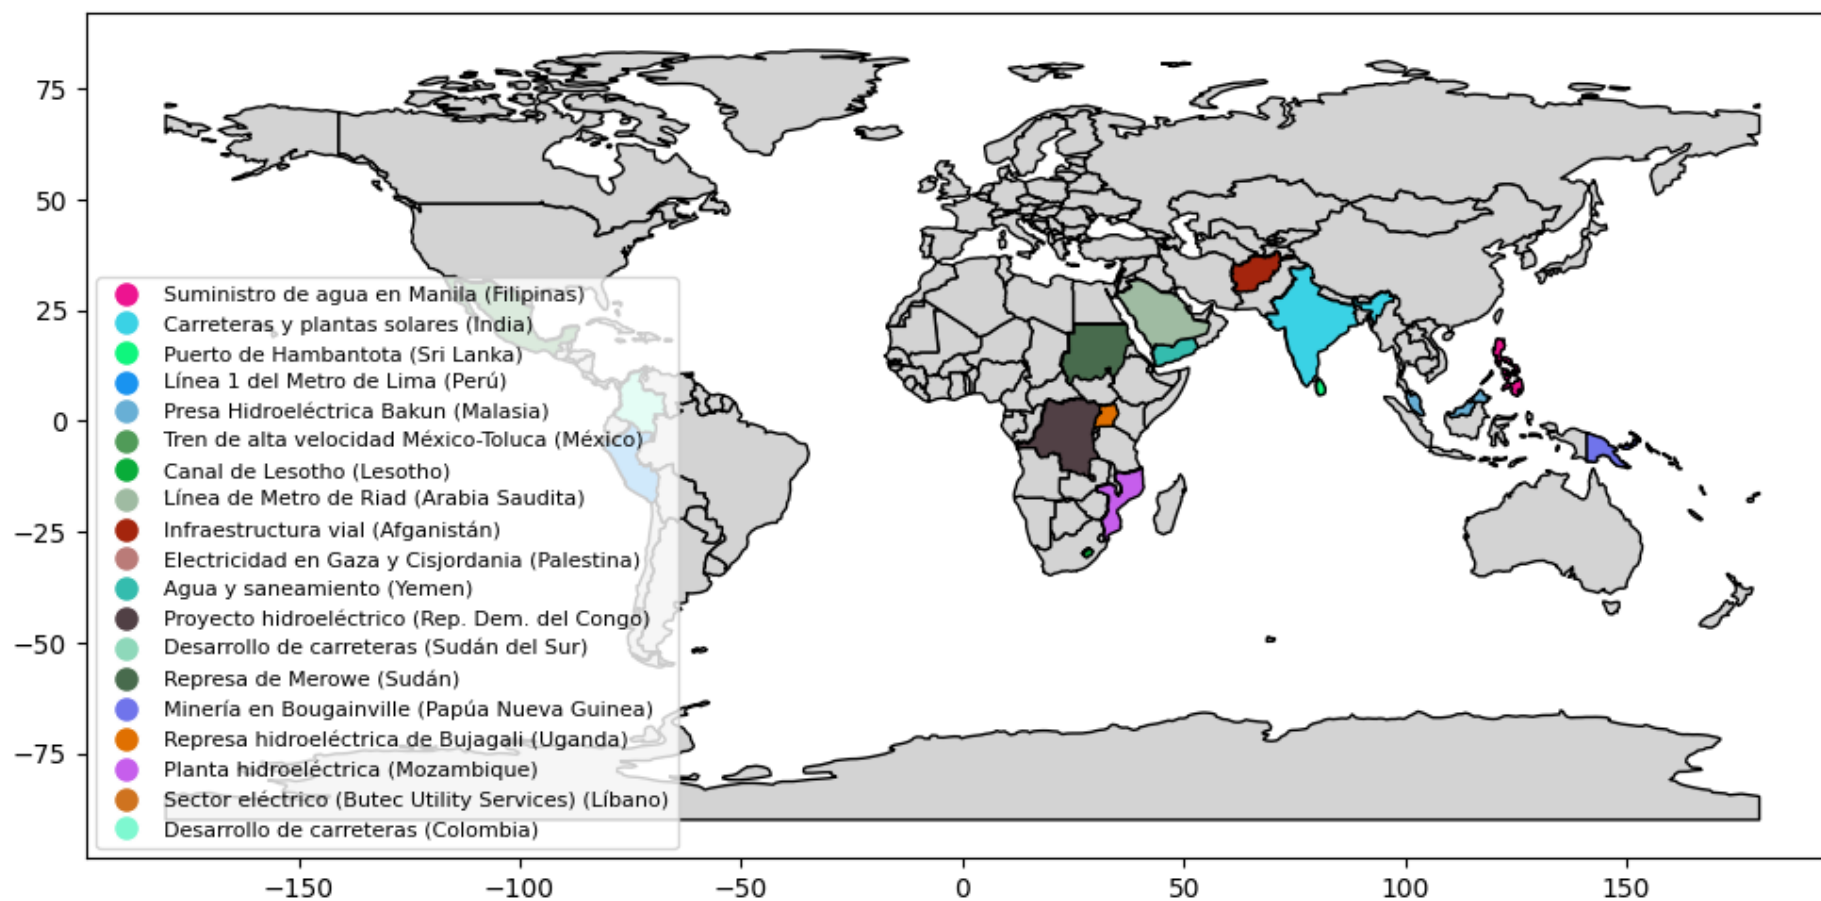 75
50
25
0
−25
−50
−75
Suministro de agua en Manila (Filipinas)
Carreteras y plantas solares (India)
Puerto de Hambantota (Sri Lanka)
Línea 1 del Metro de Lima (Perú)
Presa Hidroeléctrica Bakun (Malasia)
Tren de alta velocidad México-Toluca (México)
Canal de Lesotho (Lesotho)
Línea de Metro de Riad (Arabia Saudita)
Infraestructura vial (Afganistán)
Electricidad en Gaza y Cisjordania (Palestina)
Agua y saneamiento (Yemen)
Proyecto hidroeléctrico (Rep. Dem. del Congo)
Desarrollo de carreteras (Sudán del Sur)
Represa de Merowe (Sudán)
Minería en Bougainville (Papúa Nueva Guinea)
Represa hidroeléctrica de Bujagali (Uganda)
Planta hidroeléctrica (Mozambique)
Sector eléctrico (Butec Utility Services) (Líbano)
Desarrollo de carreteras (Colombia)
−150 −100 −50 0 50 100 150